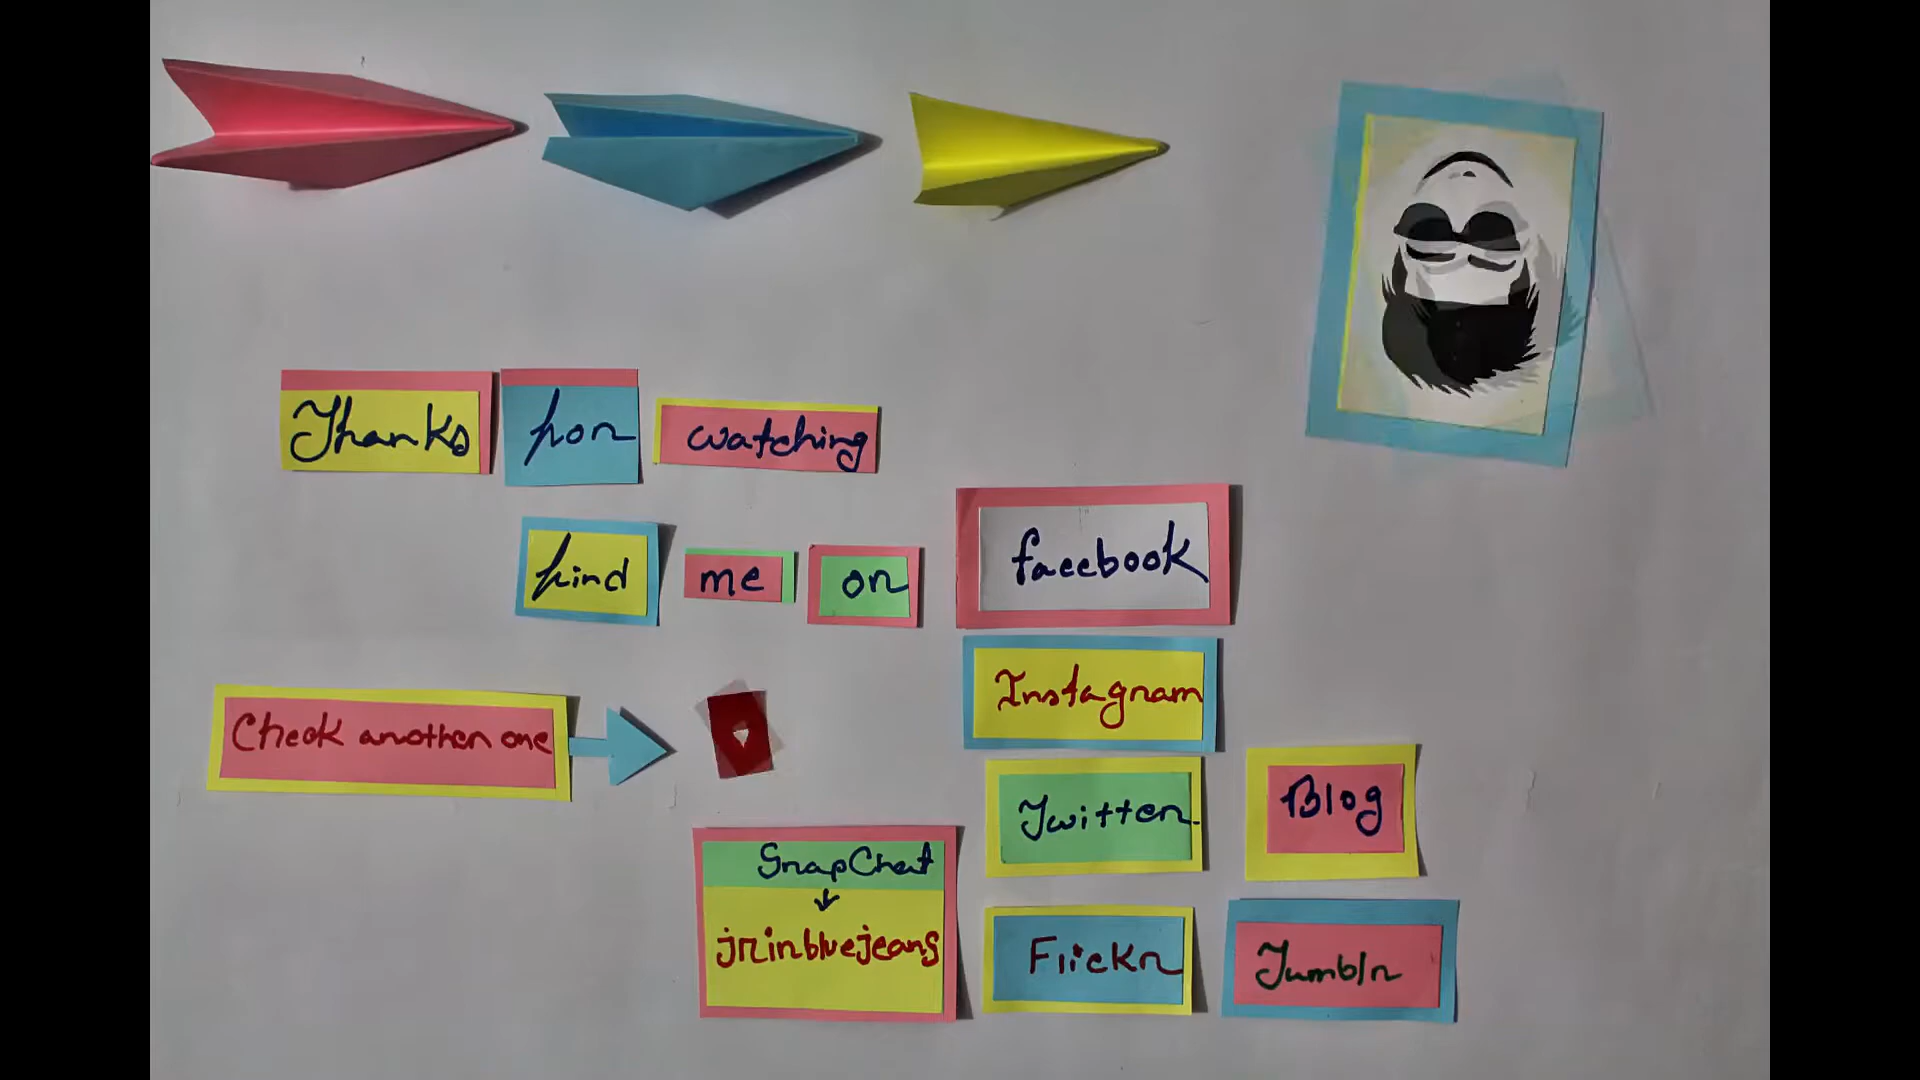 Thanks for watching
find me on facebook
Instagram
Check another one
Twitter
Blog
SnapChat
jrinbluejeans
Flickr
Tumblr